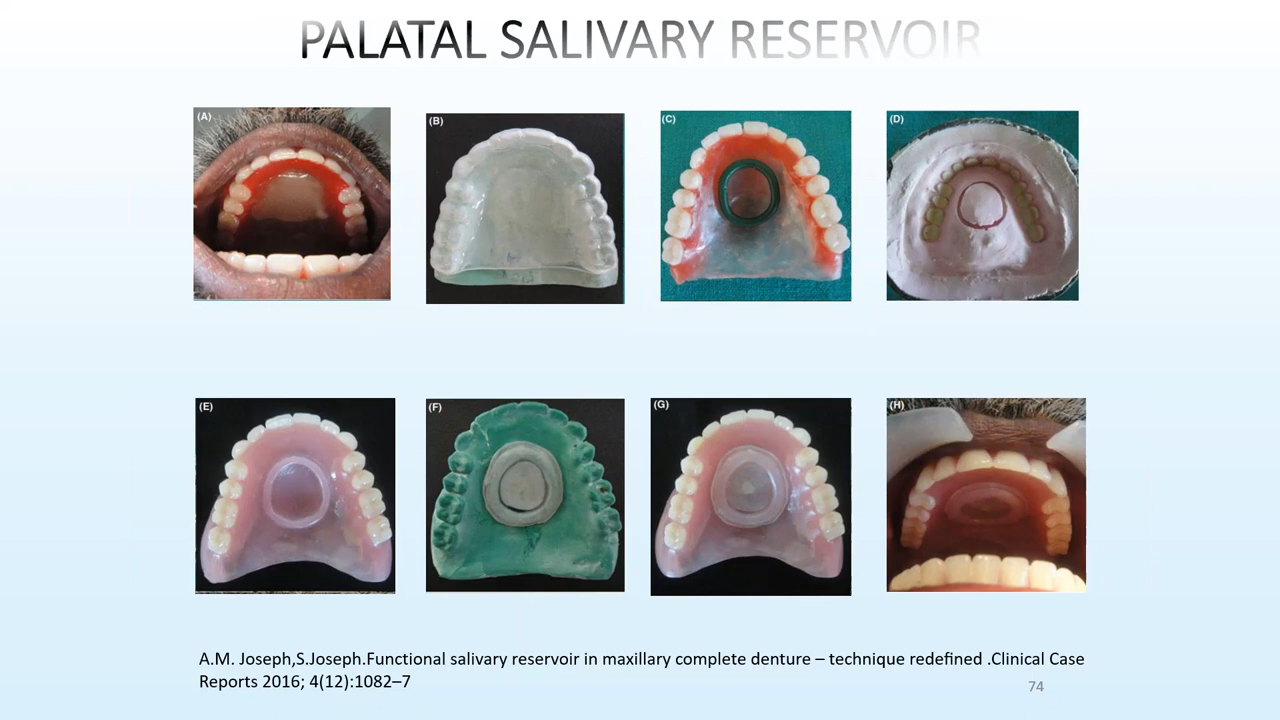 PALATAL SALIVARY RESERVOIR
(A)
(B)
(C)
(D)
(E)
(F)
(G)
(H)
A.M. Joseph,S.Joseph.Functional salivary reservoir in maxillary complete denture – technique redefined .Clinical Case
Reports 2016; 4(12):1082–7
74